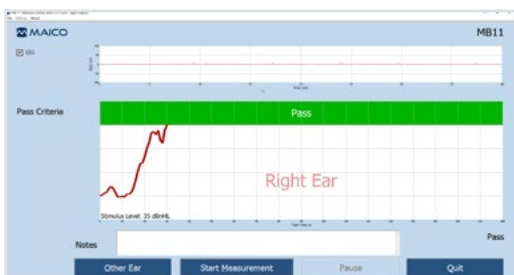 MAICO
MB11
EEG
Pass Criteria
Pass
Right Ear
Stimulus Level: 35 dBnHL
Notes
Pass
Other Ear
Start Measurement
Pause
Quit